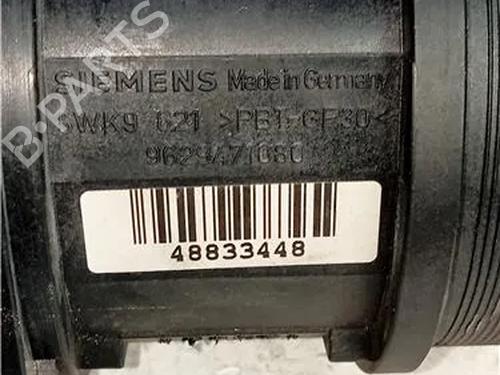 B·PARTS
SIEMENS Made in Germany
5WK9 621 >PBT-GF30<
9629471080
48833448